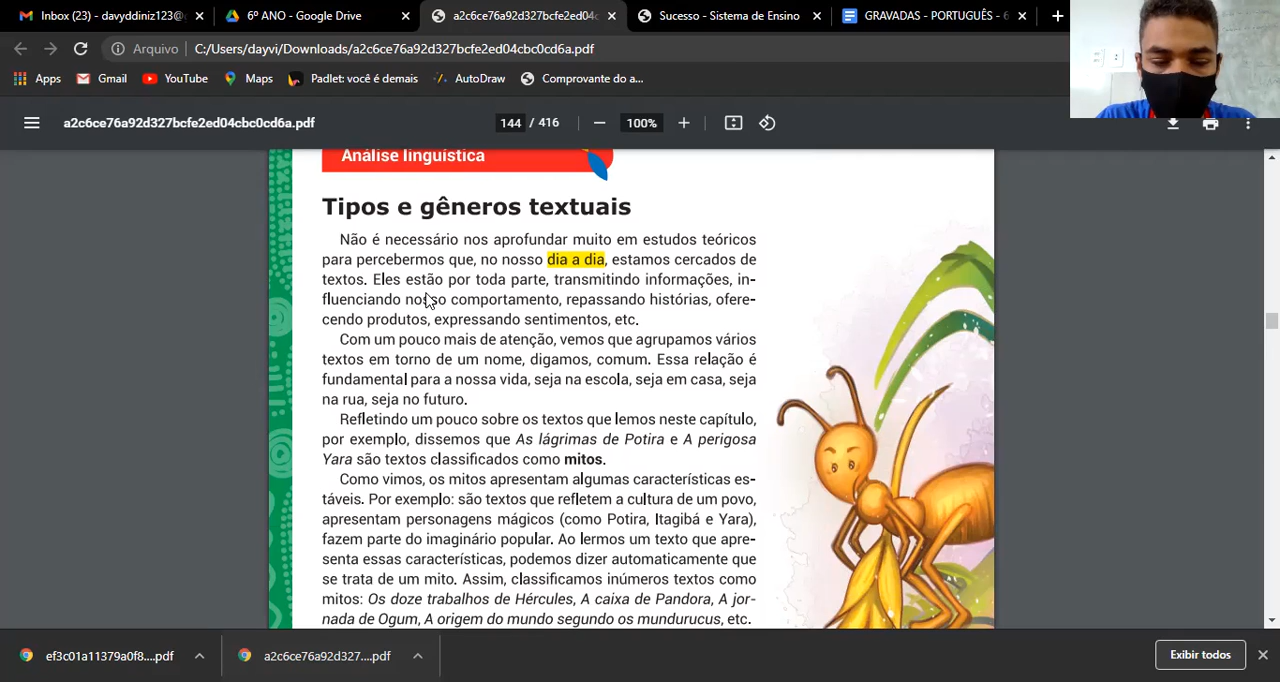 Inbox (23) - davyddiniz123@
6º ANO - Google Drive
a2c6ce76a92d327bcfe2ed04cbc
Sucesso - Sistema de Ensino
GRAVADAS - PORTUGUÊS - 6
Arquivo
C:/Users/dayvi/Downloads/a2c6ce76a92d327bcfe2ed04cbc0cd6a.pdf
Apps
Gmail
YouTube
Maps
Padlet: você é demais
AutoDraw
Comprovante do a...
a2c6ce76a92d327bcfe2ed04cbc0cd6a.pdf
144 / 416
100%
Análise linguística
Tipos e gêneros textuais
Não é necessário nos aprofundar muito em estudos teóricos
para percebermos que, no nosso dia a dia, estamos cercados de
textos. Eles estão por toda parte, transmitindo informações, in-
fluenciando nosso comportamento, repassando histórias, ofere-
cendo produtos, expressando sentimentos, etc.
Com um pouco mais de atenção, vemos que agrupamos vários
textos em torno de um nome, digamos, comum. Essa relação é
fundamental para a nossa vida, seja na escola, seja em casa, seja
na rua, seja no futuro.
Refletindo um pouco sobre os textos que lemos neste capítulo,
por exemplo, dissemos que As lágrimas de Potira e A perigosa
Yara são textos classificados como mitos.
Como vimos, os mitos apresentam algumas características es-
táveis. Por exemplo: são textos que refletem a cultura de um povo,
apresentam personagens mágicos (como Potira, Itagibá e Yara),
fazem parte do imaginário popular. Ao lermos um texto que apre-
senta essas características, podemos dizer automaticamente que
se trata de um mito. Assim, classificamos inúmeros textos como
mitos: Os doze trabalhos de Hércules, A caixa de Pandora, A jor-
nada de Ogum, A origem do mundo segundo os mundurucus, etc.
ef3c01a11379a0f8....pdf
a2c6ce76a92d327....pdf
Exibir todos